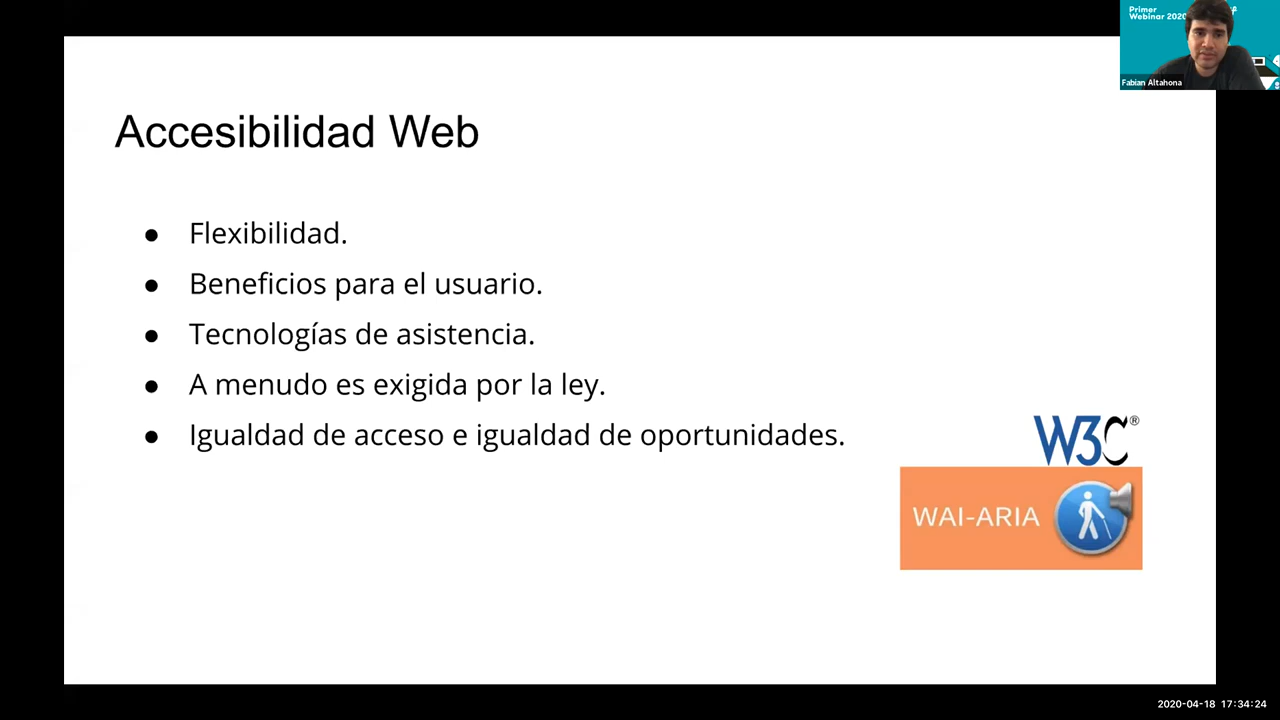 Primer
Webinar 2020
Fabian Altahona
Accesibilidad Web
● Flexibilidad.
● Beneficios para el usuario.
● Tecnologías de asistencia.
● A menudo es exigida por la ley.
● Igualdad de acceso e igualdad de oportunidades.
W3C®
WAI-ARIA
2020-04-18 17:34:24